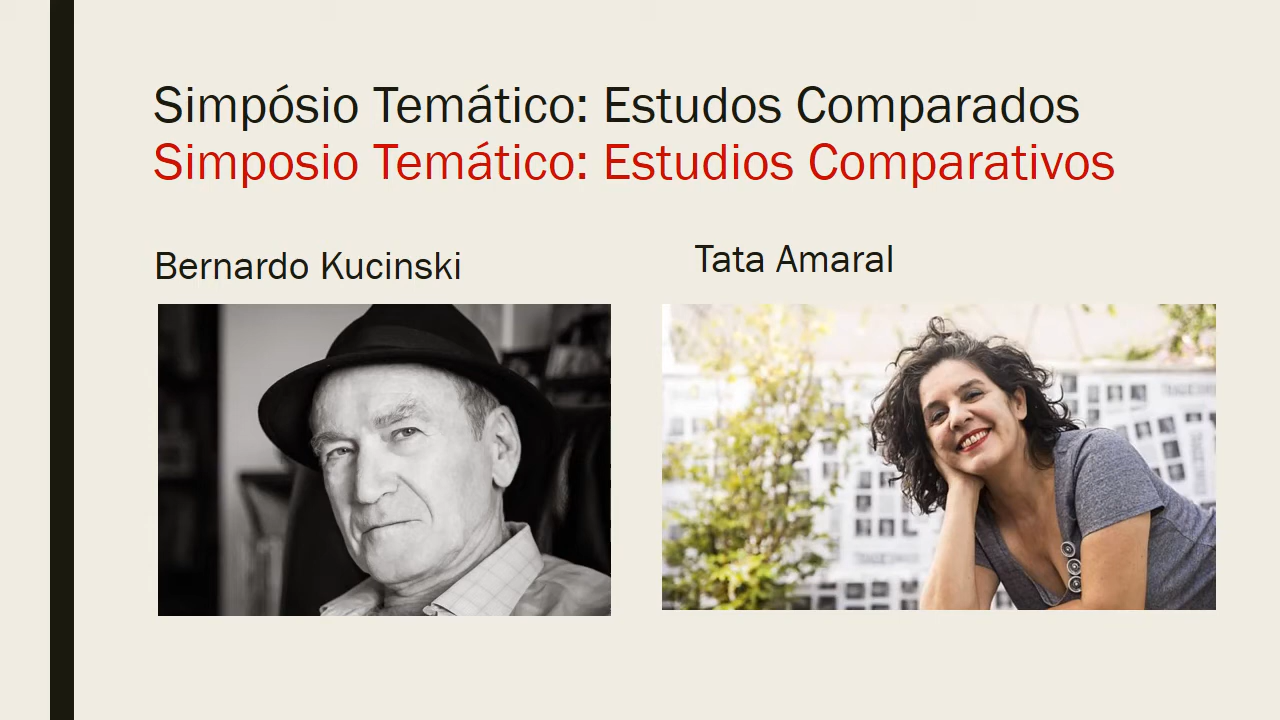 Simpósio Temático: Estudos Comparados
Simposio Temático: Estudios Comparativos
Bernardo Kucinski
Tata Amaral